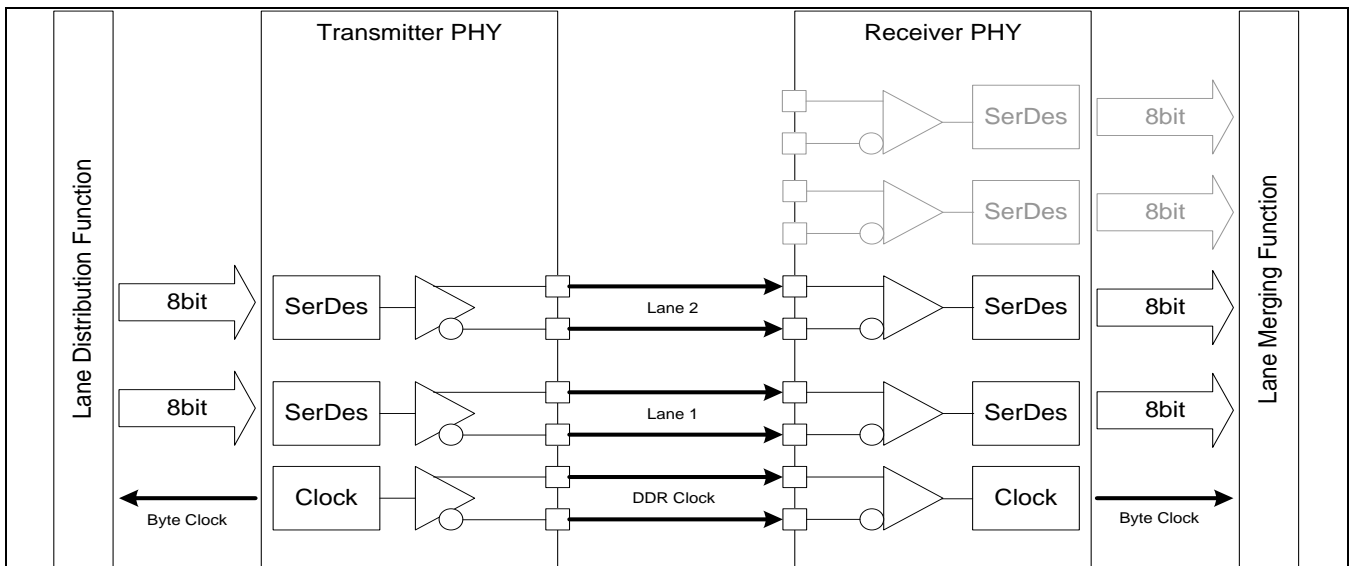 Transmitter PHY
Receiver PHY
SerDes
8bit
SerDes
8bit
Lane Distribution Function
8bit
SerDes
Lane 2
SerDes
8bit
Lane Merging Function
8bit
SerDes
Lane 1
SerDes
8bit
Byte Clock
Clock
DDR Clock
Clock
Byte Clock